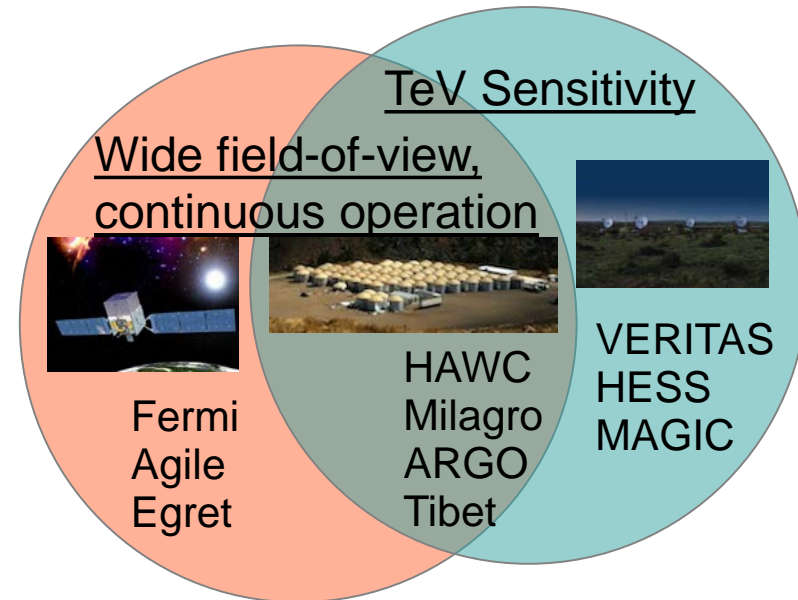 TeV Sensitivity
Wide field-of-view,
continuous operation
Fermi
Agile
Egret
HAWC
Milagro
ARGO
Tibet
VERITAS
HESS
MAGIC